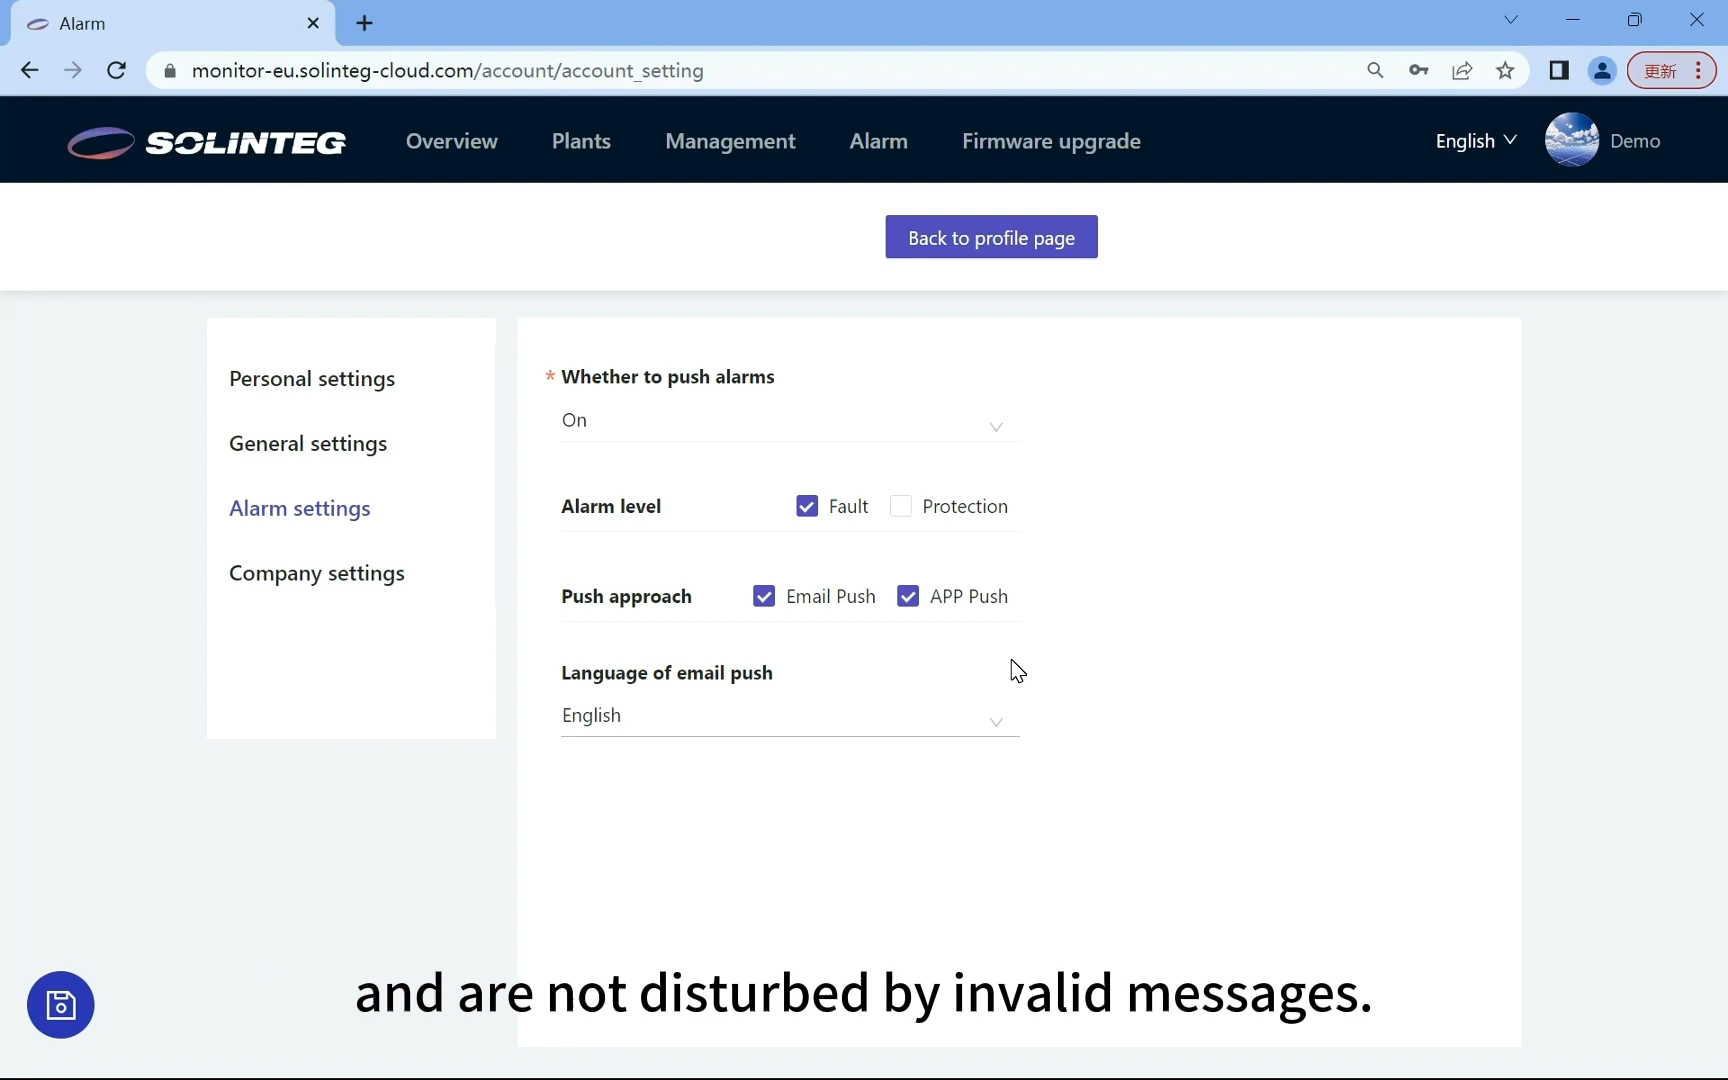 Alarm
monitor-eu.solinteg-cloud.com/account/account_setting
更新
SOLINTEG
Overview
Plants
Management
Alarm
Firmware upgrade
English
Demo
Back to profile page
Personal settings
General settings
Alarm settings
Company settings
* Whether to push alarms
On
Alarm level
Fault
Protection
Push approach
Email Push
APP Push
Language of email push
English
and are not disturbed by invalid messages.